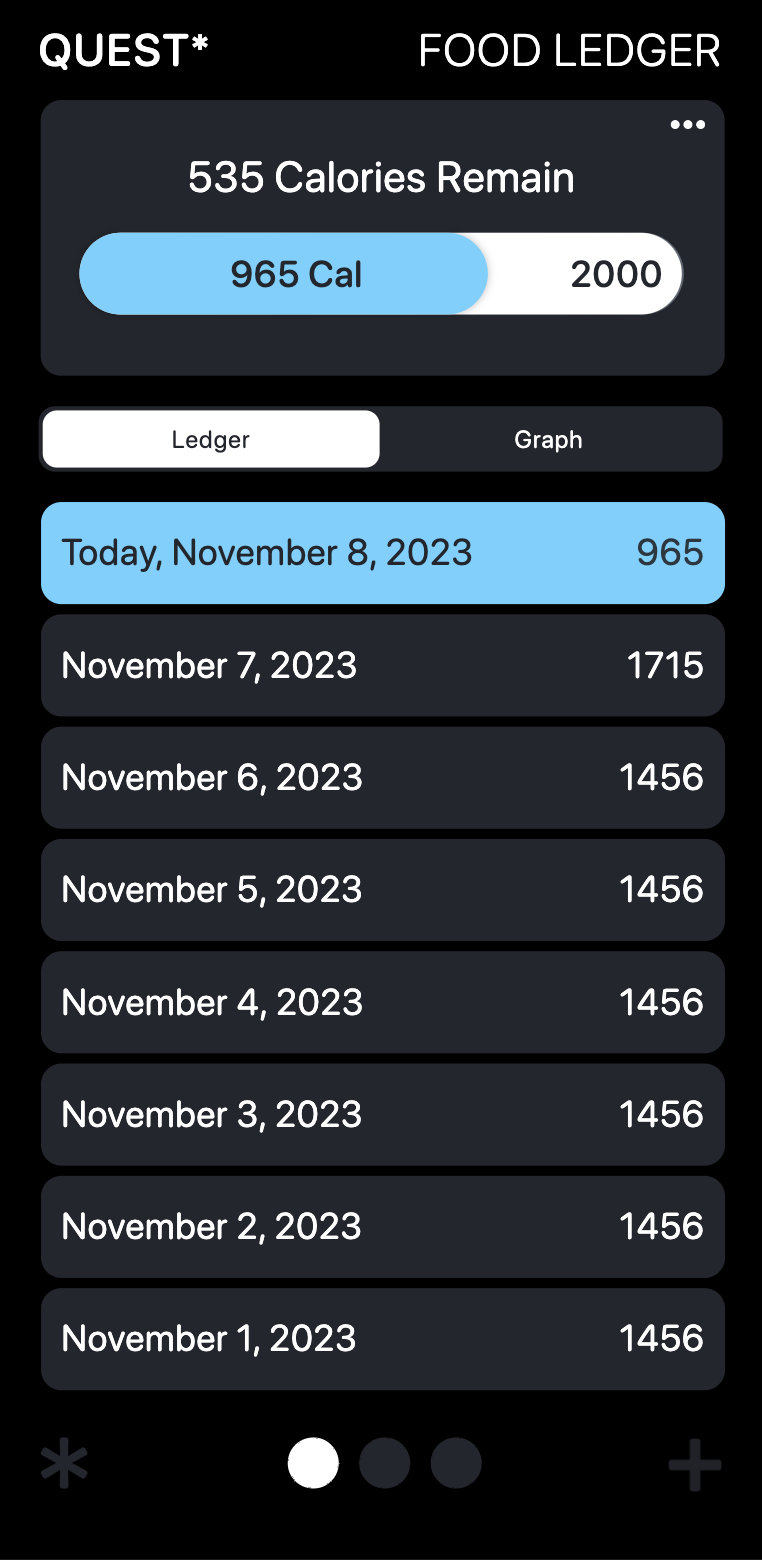 QUEST* FOOD LEDGER
535 Calories Remain
965 Cal 2000
Ledger Graph
Today, November 8, 2023 965
November 7, 2023 1715
November 6, 2023 1456
November 5, 2023 1456
November 4, 2023 1456
November 3, 2023 1456
November 2, 2023 1456
November 1, 2023 1456